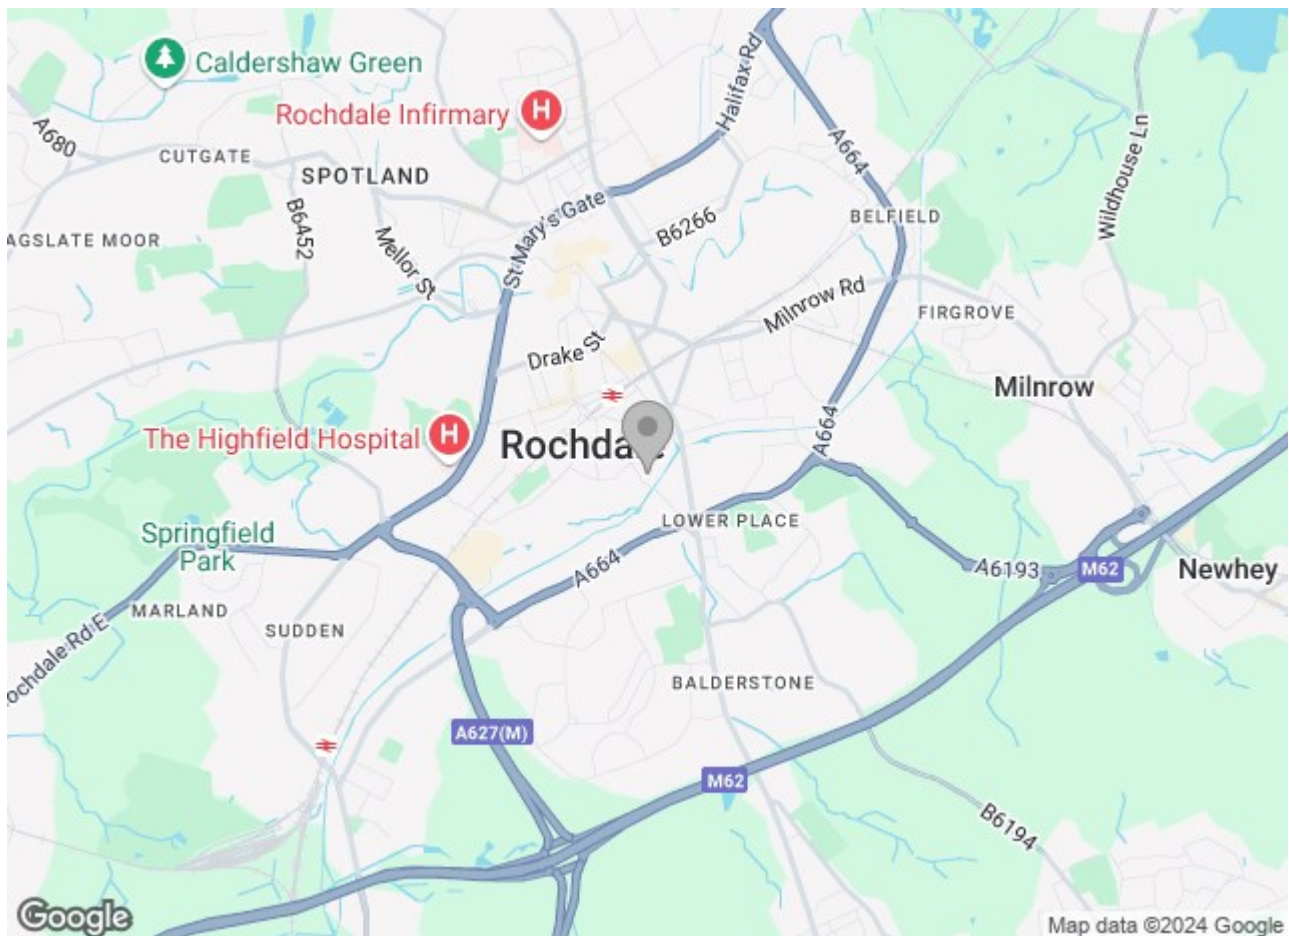 Caldershaw Green
Rochdale Infirmary
H
Halifax Rd
A680
CUTGATE
SPOTLAND
A664
Wildhouse Ln
B6452
St Mary's Gate
B6266
BELFIELD
AGSLATE MOOR
Mellor St
Milnrow Rd
FIRGROVE
Drake St
Milnrow
The Highfield Hospital
H
Rochda
A664
LOWER PLACE
Springfield
Park
A664
A6193
M62
Newhey
MARLAND
SUDDEN
ochdale Rd E
BALDERSTONE
A627(M)
M62
B6194
Google
Map data ©2024 Google